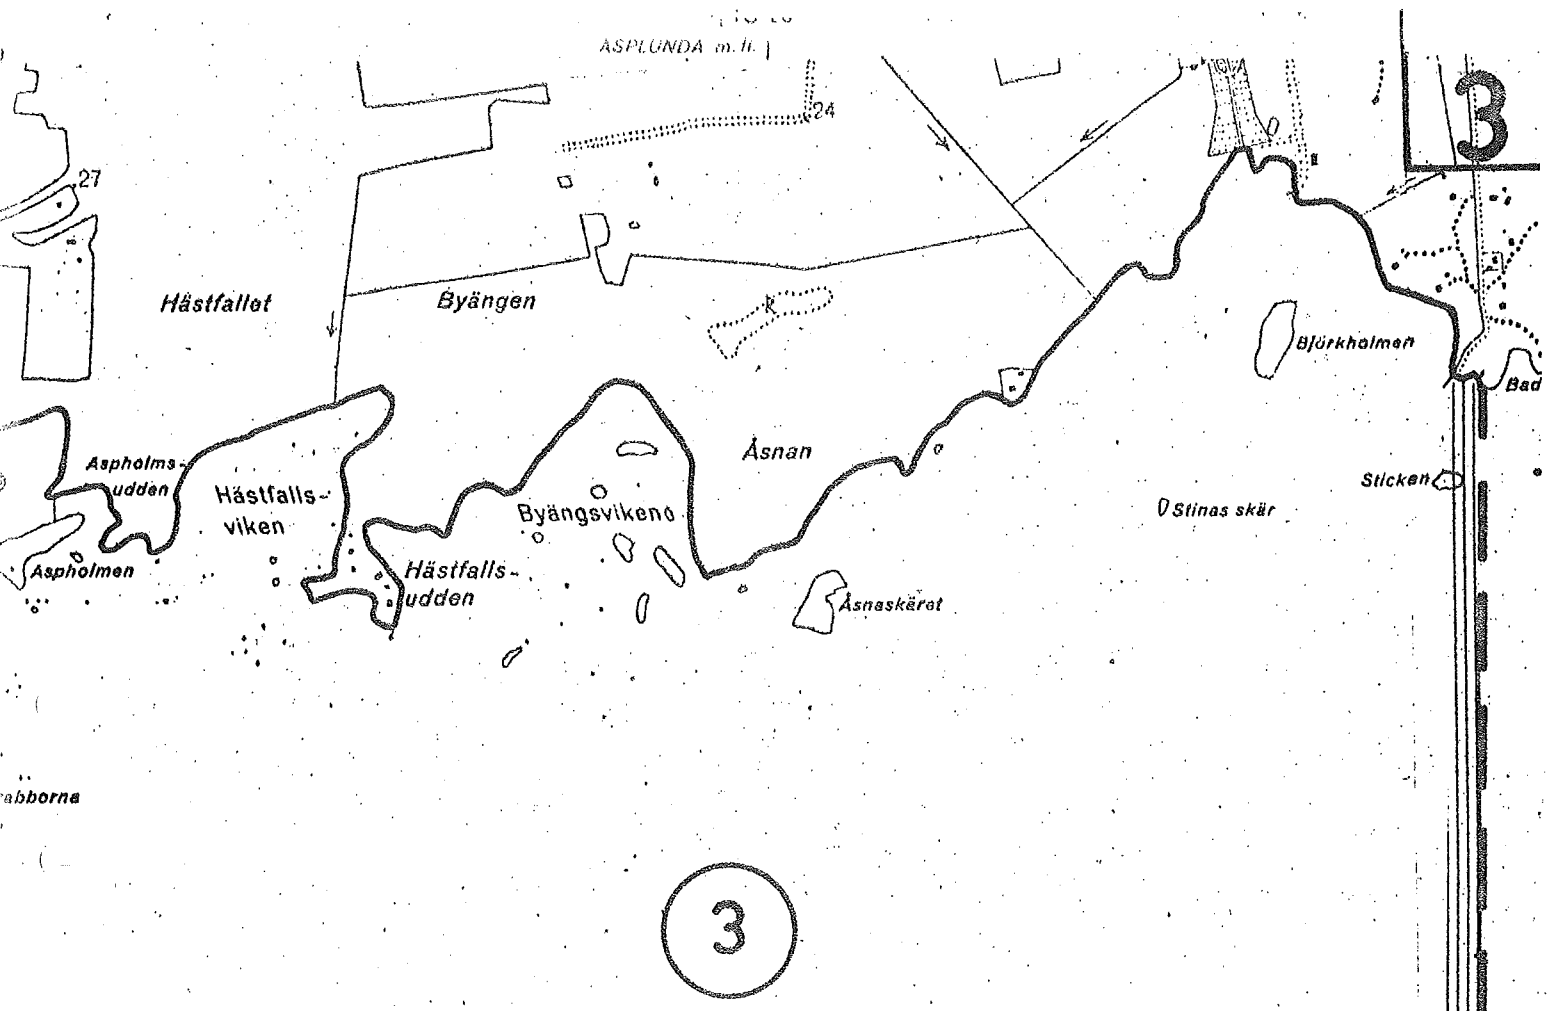 ASPLUNDA m.fl.
24
3
27
Hästfallet
Byängen
Björkholmen
Bad
Aspholms-
udden
Hästfalls-
viken
Åsnan
Sticken
Byängsviken
Stinas skär
Aspholmen
Hästfalls-
udden
Åsnaskäret
abborna
3